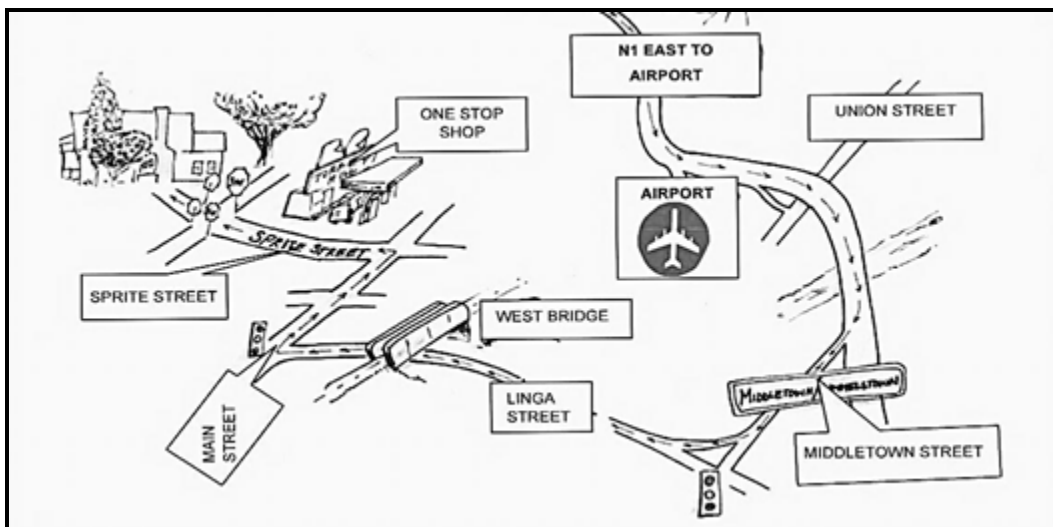 N1 EAST TO
AIRPORT
ONE STOP
SHOP
UNION STREET
AIRPORT
SPRITE STREET
SPRITE STREET
WEST BRIDGE
LINGA
STREET
MAIN
STREET
MIDDLETOWN
MIDDLETOWN STREET